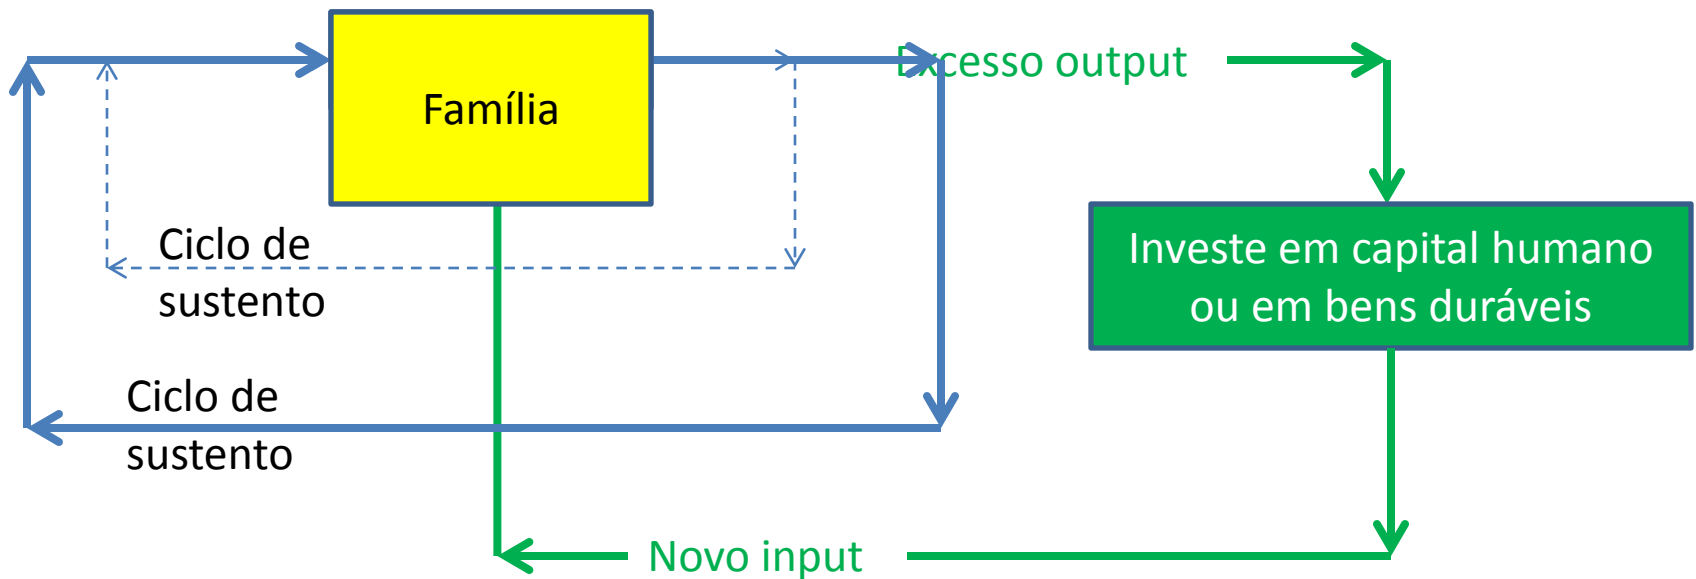 Excesso output
Família
Ciclo de
sustento
Investe em capital humano
ou em bens duráveis
Ciclo de
sustento
Novo input